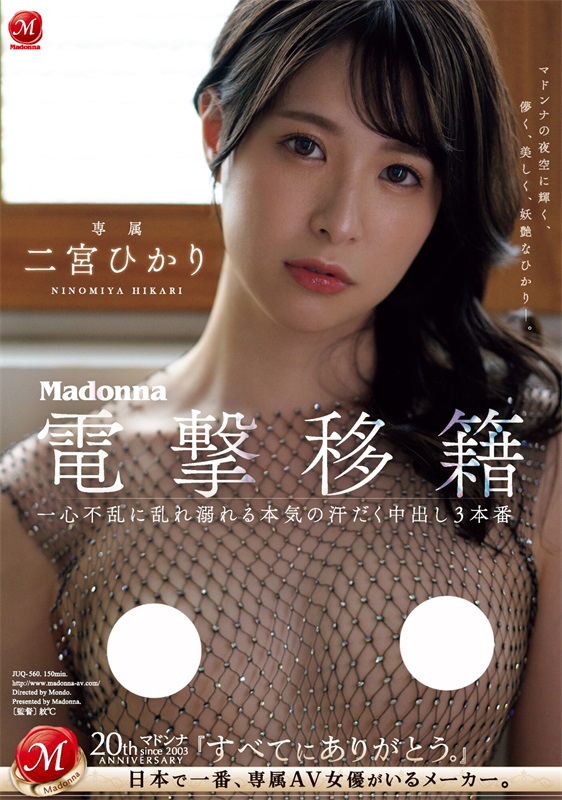 M
Madonna
マドンナの夜空に輝く、
儚く、美しく、妖艶なひかり―。
専属
二宮ひかり
NINOMIYA HIKARI
Madonna
電撃移籍
一心不乱に乱れ溺れる本気の汗だく中出し3本番
JUQ-560. 150min.
http://www.madonna-av.com/
Directed by Mondo.
Presented by Madonna.
[監督] 紋℃
20th マドンナ since 2003 ANNIVERSARY 『すべてにありがとう。』
M
Madonna
日本で一番、専属AV女優がいるメーカー。